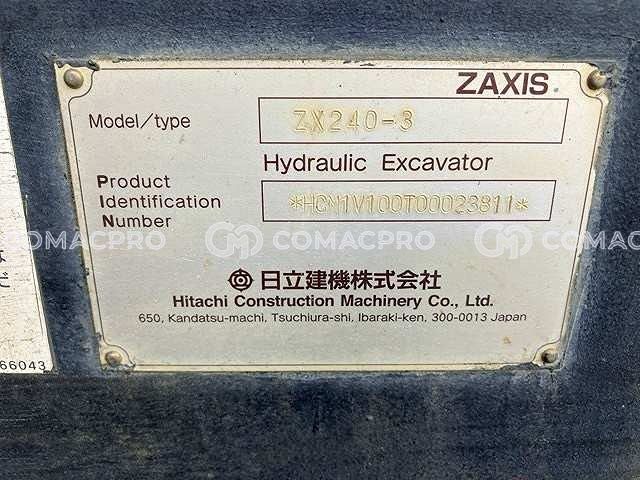 ZAXIS
Model/type ZX240-3
Hydraulic Excavator
Product
Identification
Number
*HCM1V100T00023811*
COMACPRO COMACPRO COMACPRO
日立建機株式会社
Hitachi Construction Machinery Co., Ltd.
650, Kandatsu-machi, Tsuchiura-shi, Ibaraki-ken, 300-0013 Japan
ど
66043